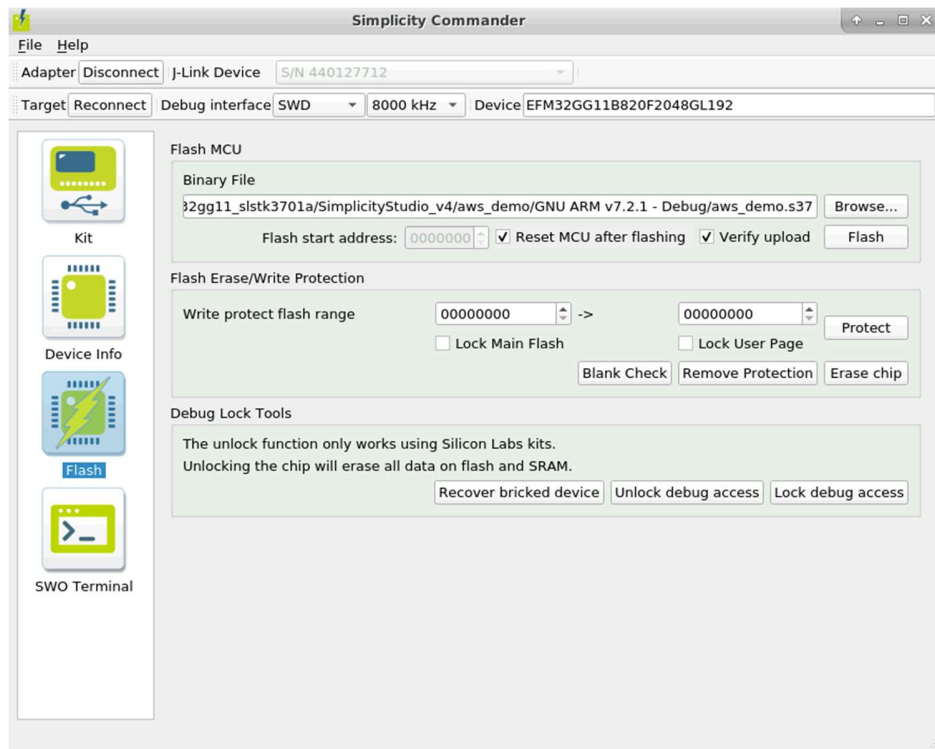 Simplicity Commander
File Help
Adapter Disconnect J-Link Device S/N 440127712
Target Reconnect Debug interface SWD 8000 kHz Device EFM32GG11B820F2048GL192
Kit
Device Info
Flash
SWO Terminal
Flash MCU
Binary File
32gg11_slstk3701a/SimplicityStudio_v4/aws_demo/GNU ARM v7.2.1 - Debug/aws_demo.s37 Browse...
Flash start address: 0000000 Reset MCU after flashing Verify upload Flash
Flash Erase/Write Protection
Write protect flash range 00000000 -> 00000000 Protect
Lock Main Flash Lock User Page
Blank Check Remove Protection Erase chip
Debug Lock Tools
The unlock function only works using Silicon Labs kits.
Unlocking the chip will erase all data on flash and SRAM.
Recover bricked device Unlock debug access Lock debug access